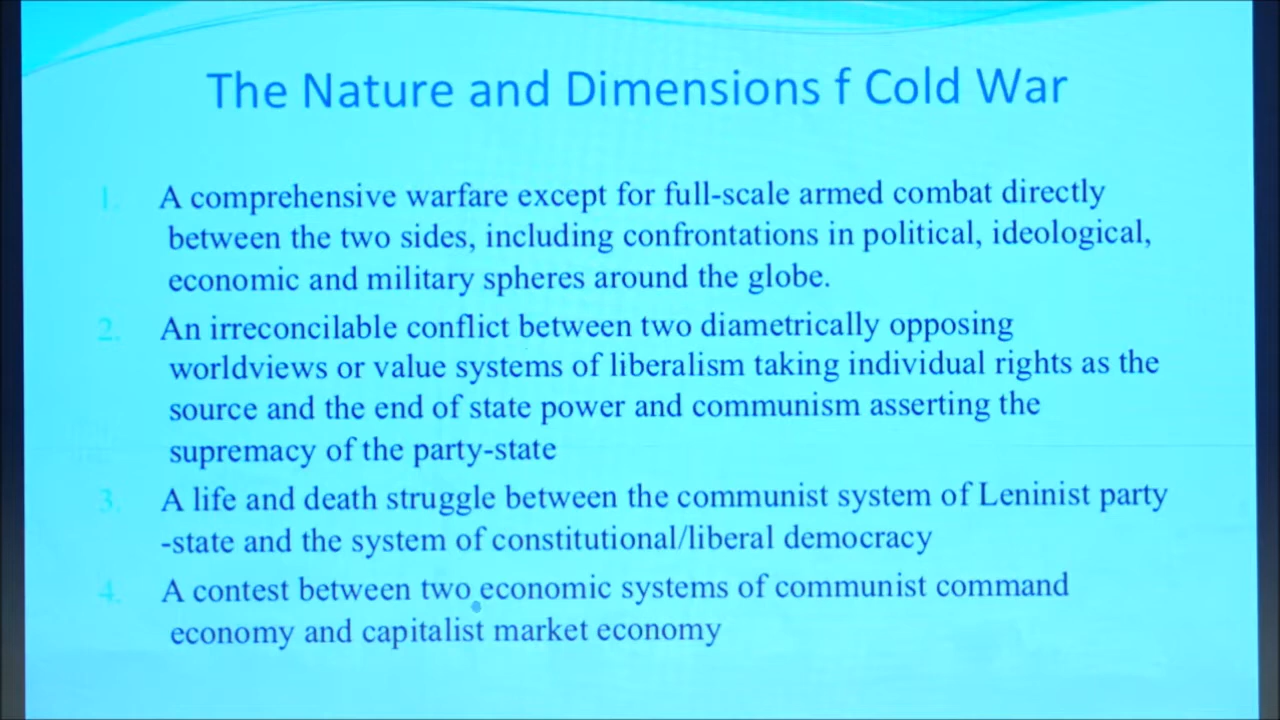 The Nature and Dimensions f Cold War
1. A comprehensive warfare except for full-scale armed combat directly
between the two sides, including confrontations in political, ideological,
economic and military spheres around the globe.
2. An irreconcilable conflict between two diametrically opposing
worldviews or value systems of liberalism taking individual rights as the
source and the end of state power and communism asserting the
supremacy of the party-state
3. A life and death struggle between the communist system of Leninist party
-state and the system of constitutional/liberal democracy
4. A contest between two economic systems of communist command
economy and capitalist market economy